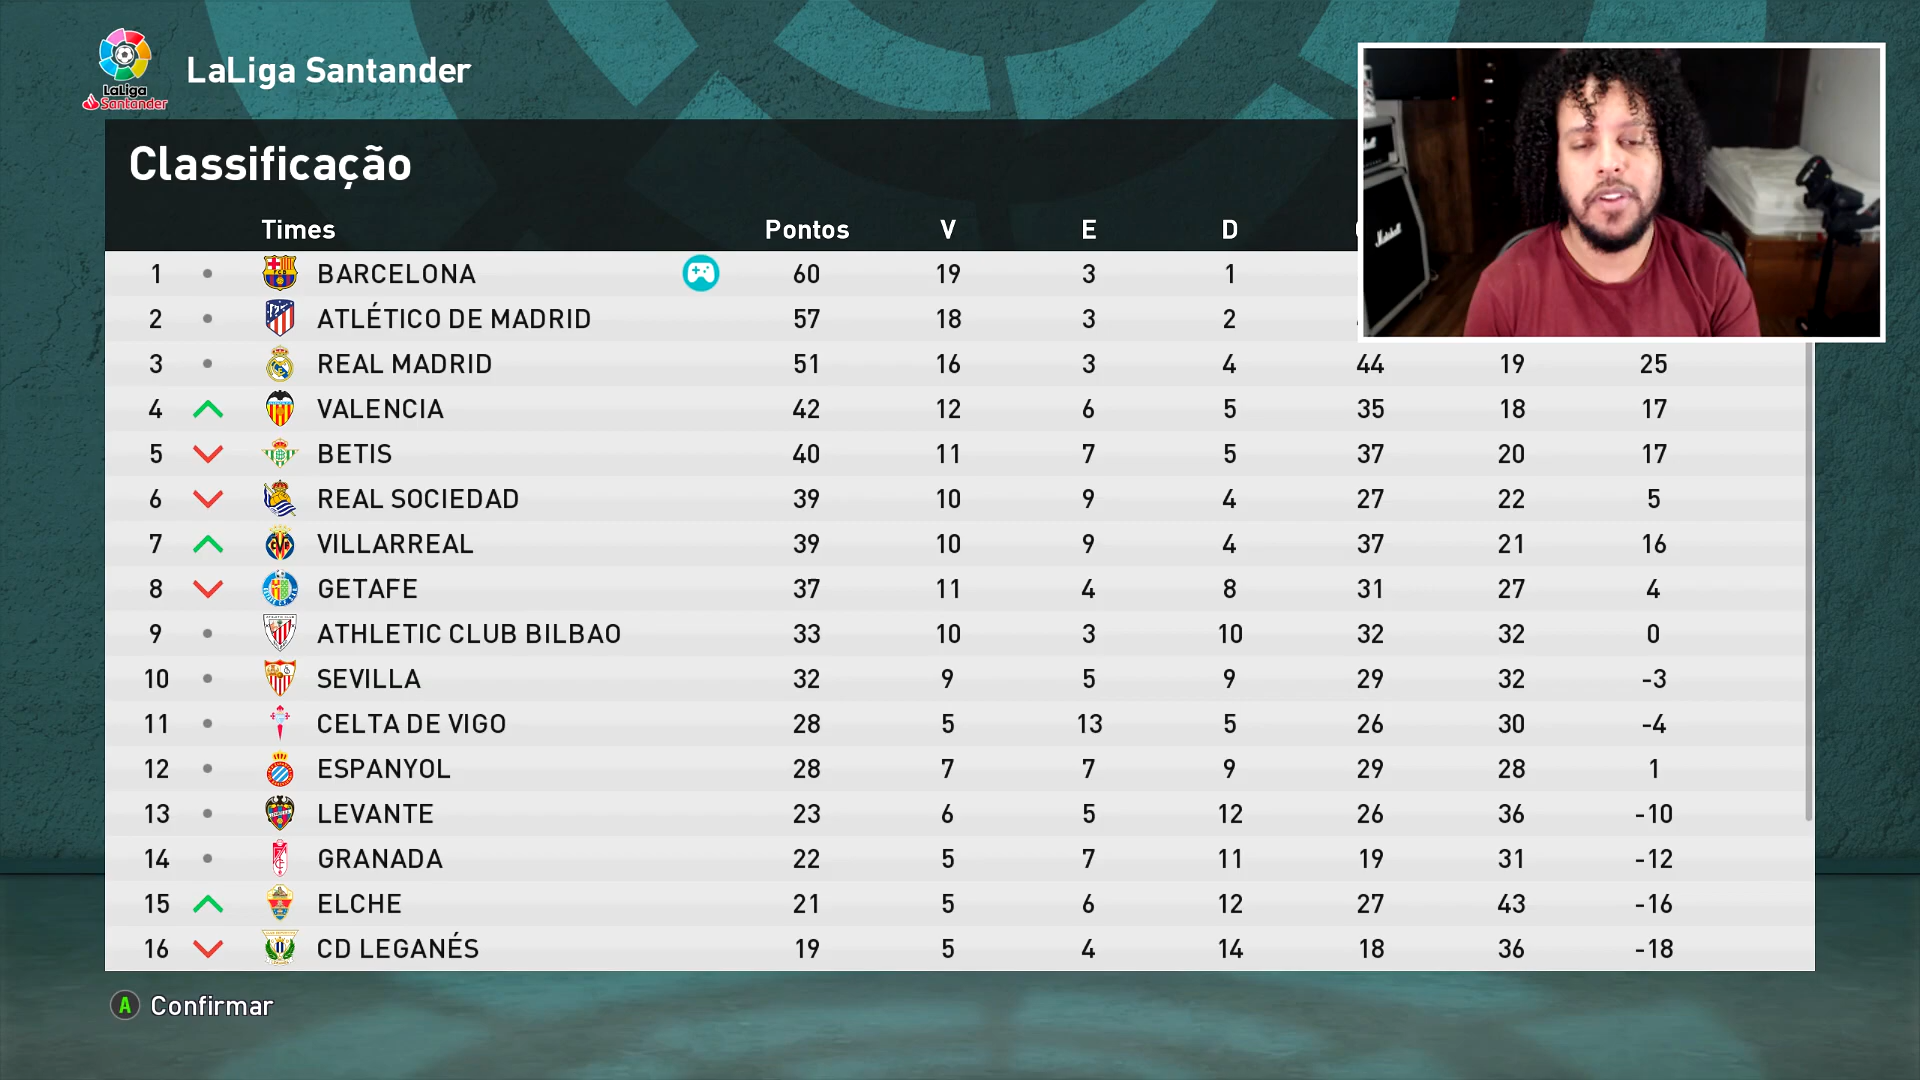 LaLiga
Santander
LaLiga Santander
Classificação
Times Pontos V E D
1 BARCELONA 60 19 3 1
2 ATLÉTICO DE MADRID 57 18 3 2
3 REAL MADRID 51 16 3 4 44 19 25
4 VALENCIA 42 12 6 5 35 18 17
5 BETIS 40 11 7 5 37 20 17
6 REAL SOCIEDAD 39 10 9 4 27 22 5
7 VILLARREAL 39 10 9 4 37 21 16
8 GETAFE 37 11 4 8 31 27 4
9 ATHLETIC CLUB BILBAO 33 10 3 10 32 32 0
10 SEVILLA 32 9 5 9 29 32 -3
11 CELTA DE VIGO 28 5 13 5 26 30 -4
12 ESPANYOL 28 7 7 9 29 28 1
13 LEVANTE 23 6 5 12 26 36 -10
14 GRANADA 22 5 7 11 19 31 -12
15 ELCHE 21 5 6 12 27 43 -16
16 CD LEGANÉS 19 5 4 14 18 36 -18
A Confirmar
Marshall